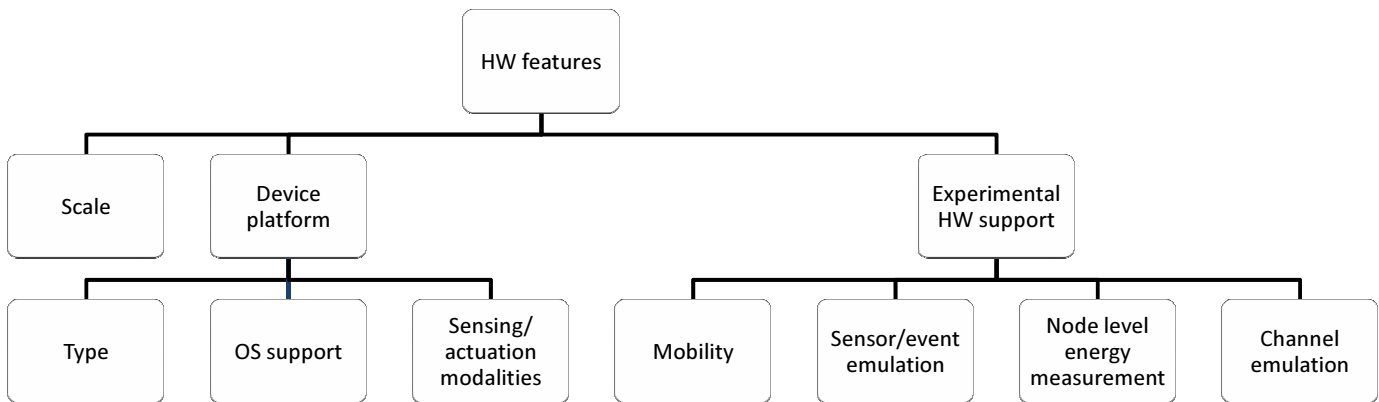 HW features
Scale
Device
platform
Experimental
HW support
Type
OS support
Sensing/
actuation
modalities
Mobility
Sensor/event
emulation
Node level
energy
measurement
Channel
emulation